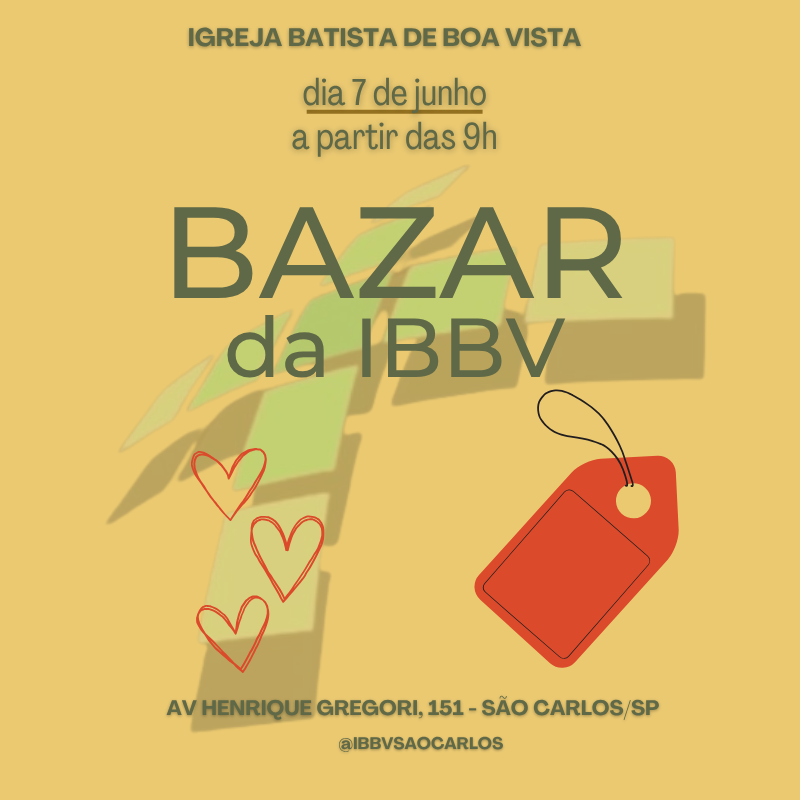 IGREJA BATISTA DE BOA VISTA
dia 7 de junho
a partir das 9h
BAZAR
da IBBV
AV HENRIQUE GREGORI, 151 - SÃO CARLOS/SP
@IBBVSAOCARLOS